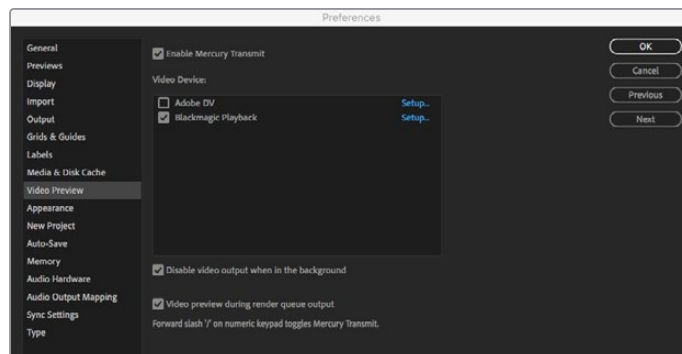 Preferences
General
Previews
Display
Import
Output
Grids & Guides
Labels
Media & Disk Cache
Video Preview
Appearance
New Project
Auto-Save
Memory
Audio Hardware
Audio Output Mapping
Sync Settings
Type
Enable Mercury Transmit
Video Device:
Adobe DV Setup...
Blackmagic Playback Setup...
Disable video output when in the background
Video preview during render queue output
Forward slash '/' on numeric keypad toggles Mercury Transmit.
OK
Cancel
Previous
Next